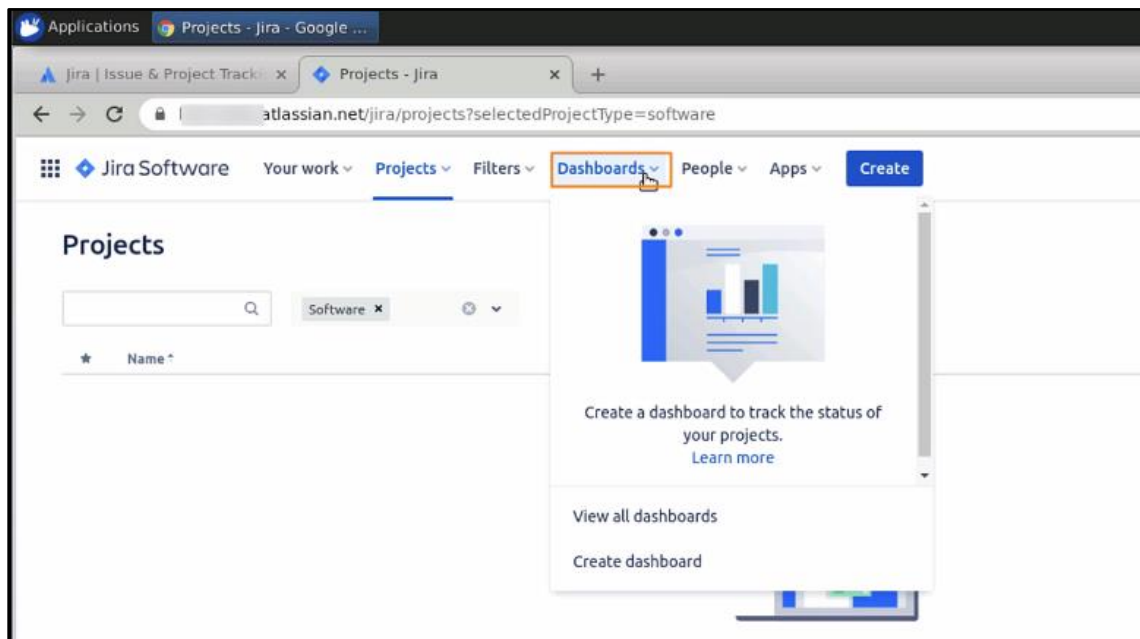 Applications Projects - Jira - Google ...
Jira | Issue & Project Track Projects - Jira
atlassian.net/jira/projects?selectedProjectType=software
Jira Software Your work Projects Filters Dashboards People Apps Create
Projects
Software
Name
Create a dashboard to track the status of
your projects.
Learn more
View all dashboards
Create dashboard